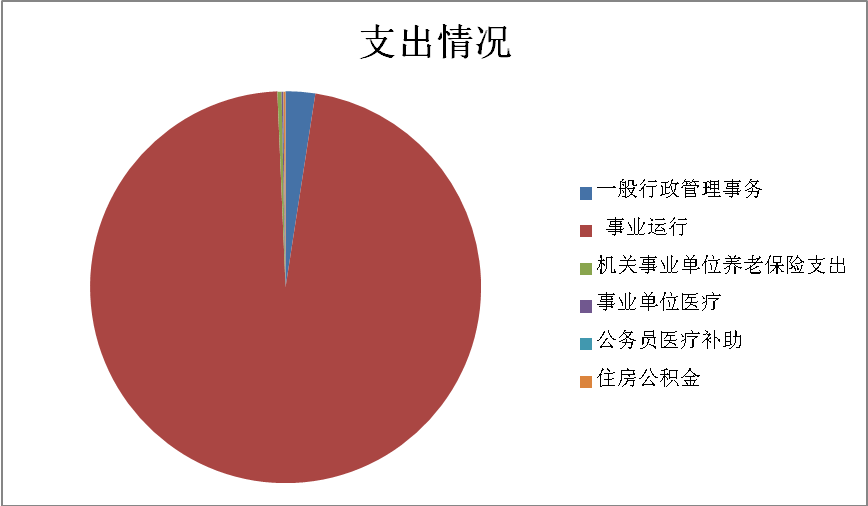 支出情况
一般行政管理事务
事业运行
机关事业单位养老保险支出
事业单位医疗
公务员医疗补助
住房公积金